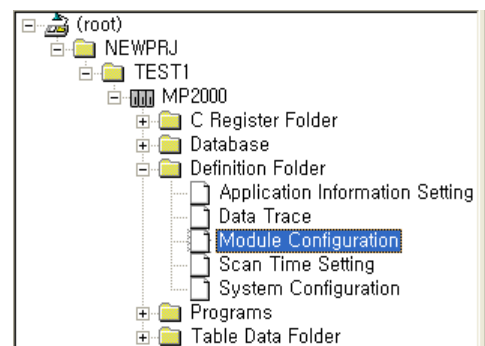 (root)
NEWPRJ
TEST1
MP2000
C Register Folder
Database
Definition Folder
Application Information Setting
Data Trace
Module Configuration
Scan Time Setting
System Configuration
Programs
Table Data Folder